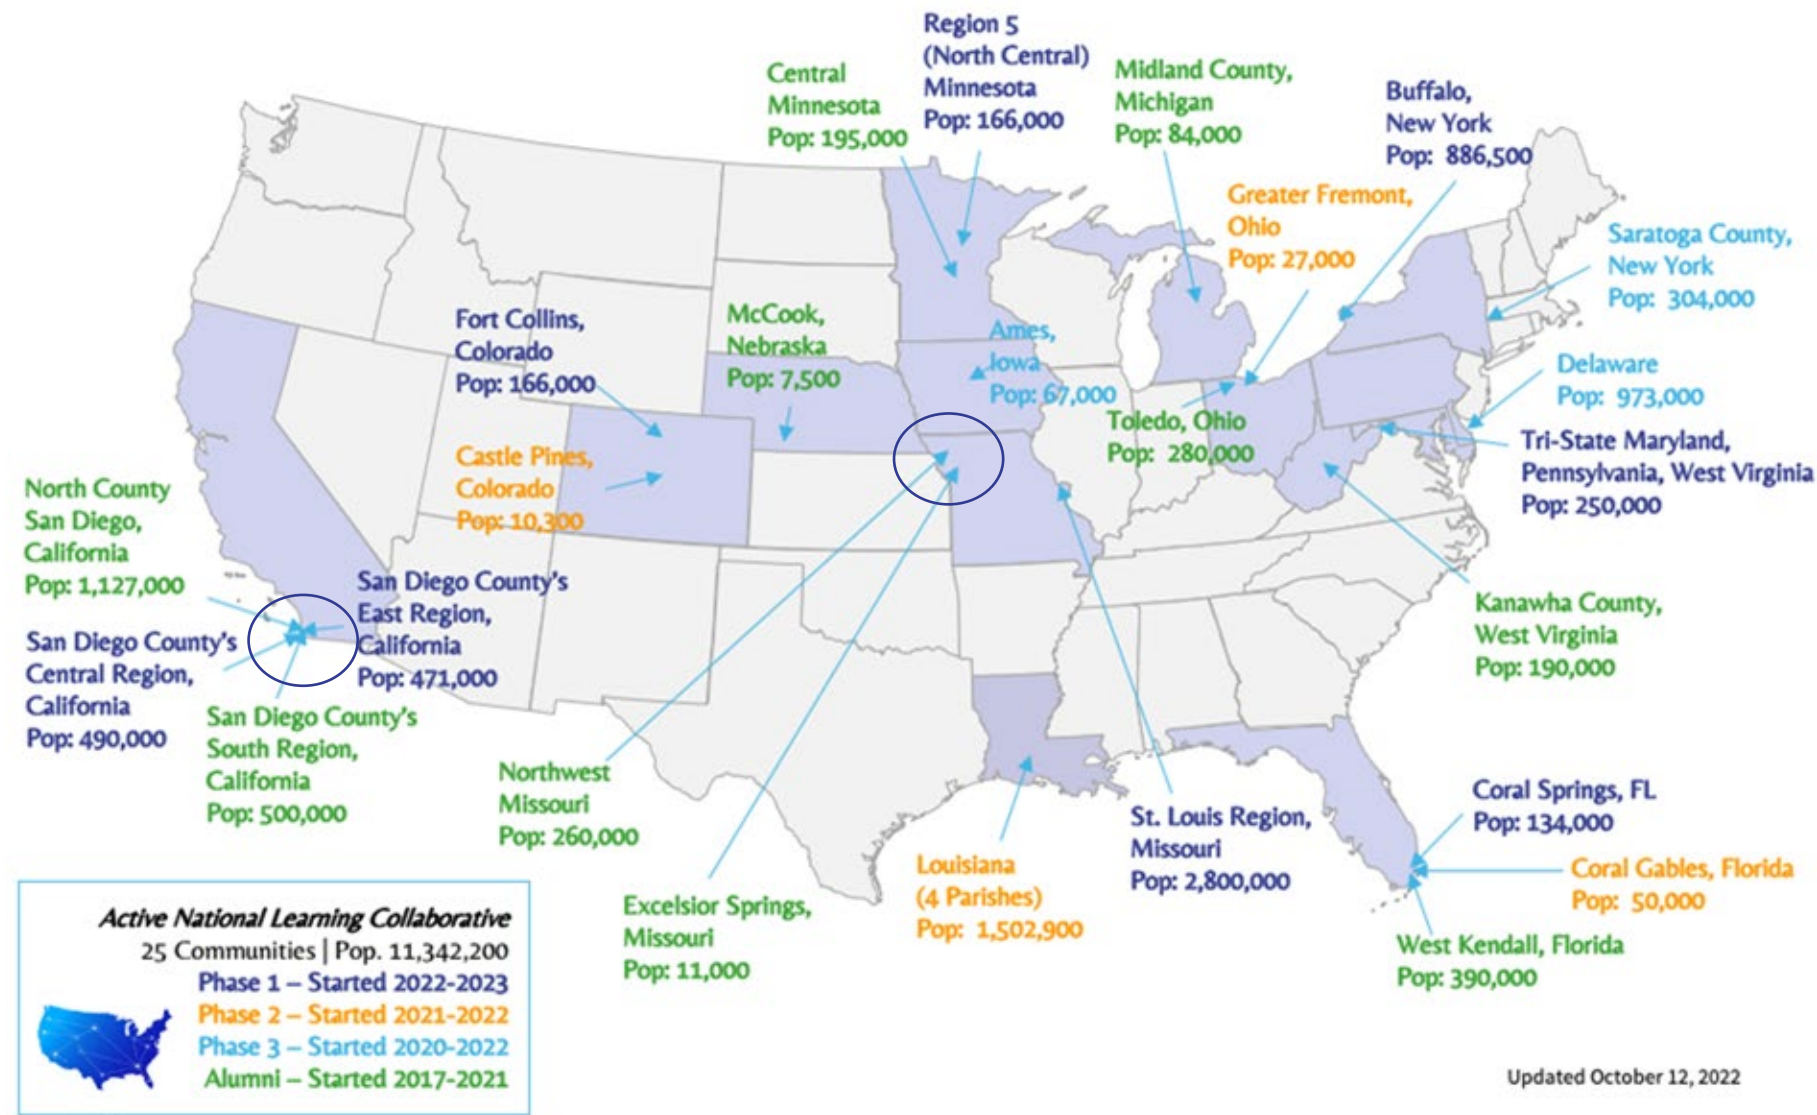 Region 5
(North Central)
Minnesota
Pop: 166,000
Central
Minnesota
Pop: 195,000
Midland County,
Michigan
Pop: 84,000
Buffalo,
New York
Pop:  886,500
Greater Fremont,
Ohio
Pop: 27,000
Saratoga County,
New York
Pop:  304,000
Fort Collins,
Colorado
Pop: 166,000
McCook,
Nebraska
Pop: 7,500
Ames,
Iowa
Pop: 67,000
Delaware
Pop:  973,000
Toledo, Ohio
Pop:  280,000
Tri-State Maryland,
Pennsylvania, West Virginia
Pop: 250,000
Castle Pines,
Colorado
Pop: 10,300
North County
San Diego,
California
Pop: 1,127,000
San Diego County's
East Region,
California
Pop: 471,000
San Diego County's
Central Region,
California
Pop: 490,000
Kanawha County,
West Virginia
Pop: 190,000
San Diego County's
South Region,
California
Pop: 500,000
Northwest
Missouri
Pop: 260,000
St. Louis Region,
Missouri
Pop: 2,800,000
Coral Springs, FL
Pop: 134,000
Louisiana
(4 Parishes)
Pop:  1,502,900
Coral Gables, Florida
Pop:  50,000
Excelsior Springs,
Missouri
Pop: 11,000
West Kendall, Florida
Pop: 390,000
Active National Learning Collaborative
25 Communities | Pop. 11,342,200
Phase 1 – Started 2022-2023
Phase 2 – Started 2021-2022
Phase 3 – Started 2020-2022
Alumni – Started 2017-2021
Updated October 12, 2022